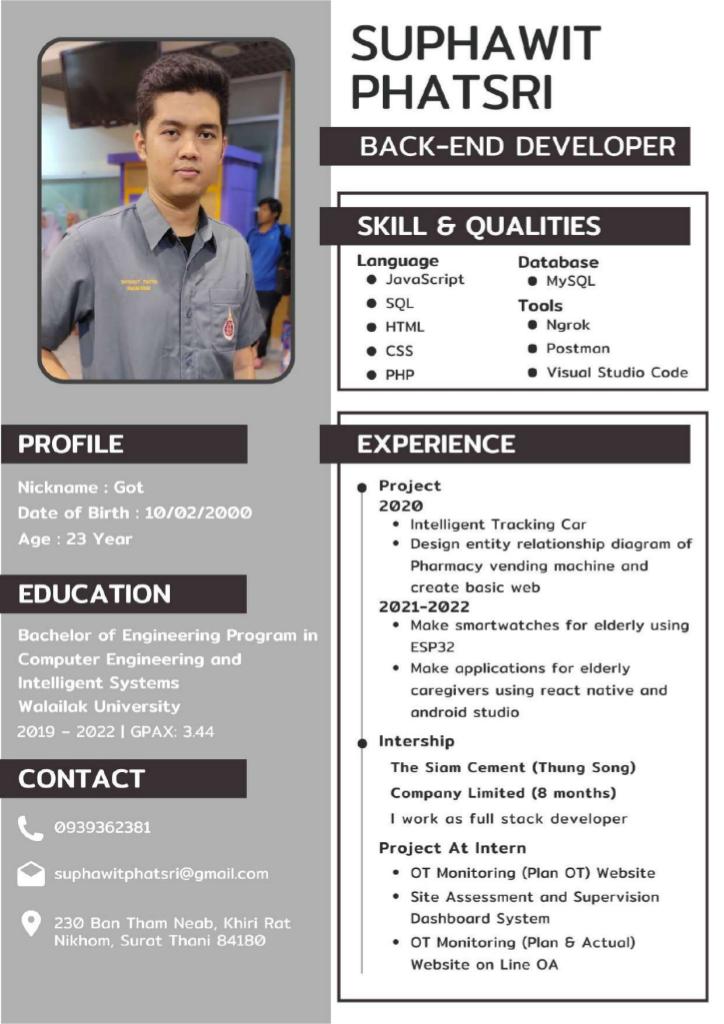 SUPHAWIT
PHATSRI
BACK-END DEVELOPER
SKILL & QUALITIES
Language
● JavaScript
● SQL
● HTML
● CSS
● PHP
Database
● MySQL
Tools
● Ngrok
● Postman
● Visual Studio Code
PROFILE
Nickname : Got
Date of Birth : 10/02/2000
Age : 23 Year
EDUCATION
Bachelor of Engineering Program in
Computer Engineering and
Intelligent Systems
Walailak University
2019 - 2022 | GPAX: 3.44
CONTACT
0939362381
suphawitphatsri@gmail.com
230 Ban Tham Neab, Khiri Rat
Nikhom, Surat Thani 84180
EXPERIENCE
Project
2020
• Intelligent Tracking Car
• Design entity relationship diagram of
Pharmacy vending machine and
create basic web
2021-2022
• Make smartwatches for elderly using
ESP32
• Make applications for elderly
caregivers using react native and
android studio
Intership
The Siam Cement (Thung Song)
Company Limited (8 months)
I work as full stack developer
Project At Intern
• OT Monitoring (Plan OT) Website
• Site Assessment and Supervision
Dashboard System
• OT Monitoring (Plan & Actual)
Website on Line OA